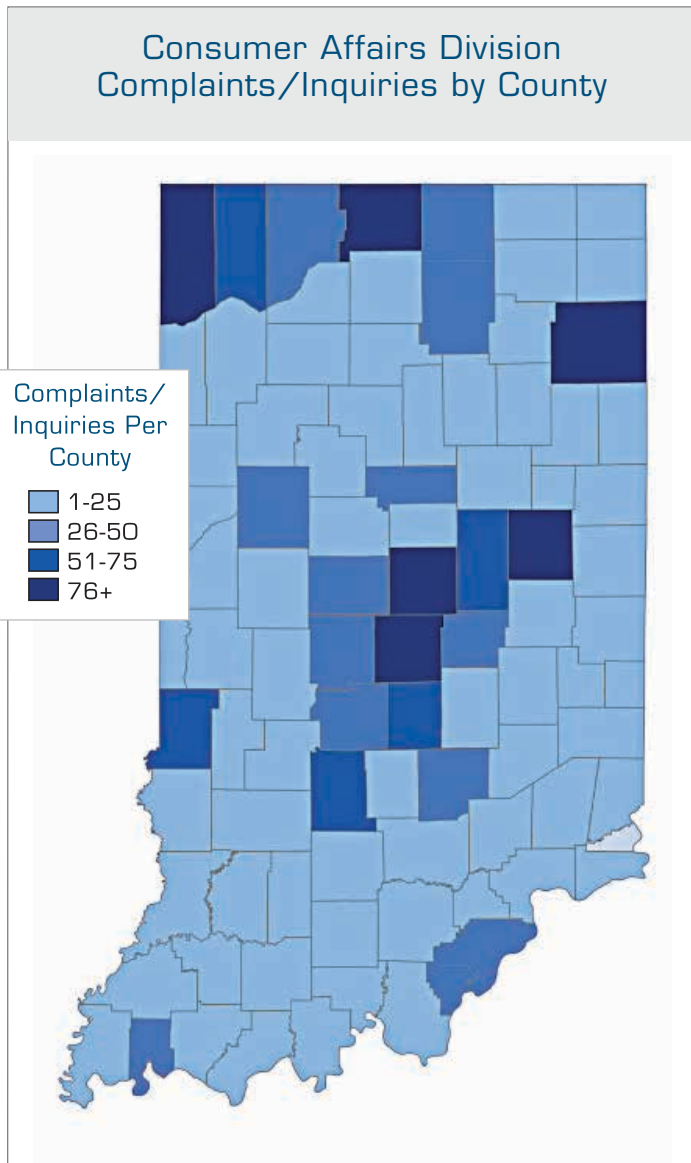 Consumer Affairs Division
Complaints/Inquiries by County
Complaints/
Inquiries Per
County
1-25
26-50
51-75
76+